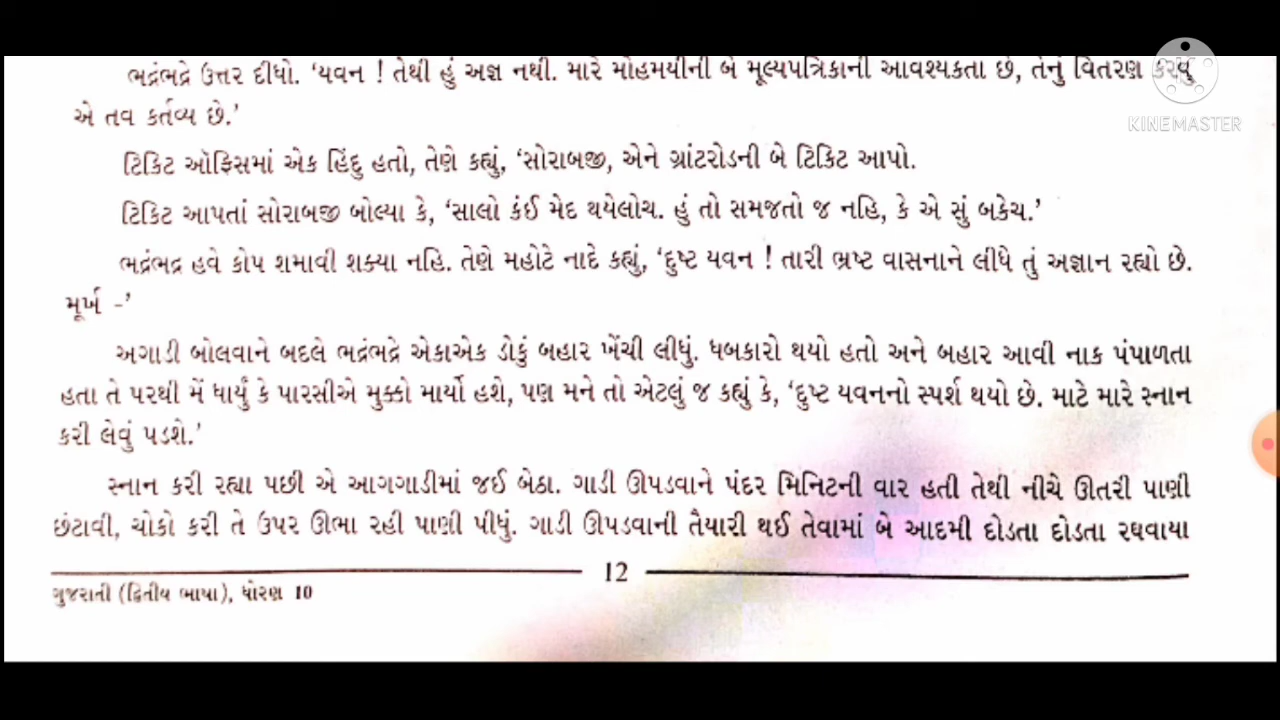 ભદ્રંભદ્રે ઉત્તર દીધો. ‘યવન ! તેથી હું અજ્ઞ નથી. મારે મોહમયીની બે મૂલ્યપત્રિકાની આવશ્યકતા છે, તેનું વિતરણ કરવું
એ તવ કર્તવ્ય છે.’
KINEMASTER
ટિકિટ ઑફિસમાં એક હિંદુ હતો, તેણે કહ્યું, ‘સોરાબજી, એને ગ્રાંટરોડની બે ટિકિટ આપો.
ટિકિટ આપતાં સોરાબજી બોલ્યા કે, ‘સાલો કંઈ મેદ થયેલોચ. હું તો સમજતો જ નહિ, કે એ સું બકેચ.’
ભદ્રંભદ્ર હવે કોપ શમાવી શક્યા નહિ. તેણે મહોટે નાદે કહ્યું, ‘દુષ્ટ યવન ! તારી ભ્રષ્ટ વાસનાને લીધે તું અજ્ઞાન રહ્યો છે.
મૂર્ખ –’
અગાડી બોલવાને બદલે ભદ્રંભદ્રે એકાએક ડોકું બહાર ખેંચી લીધું. ધબકારો થયો હતો અને બહાર આવી નાક પંપાળતા
હતા તે પરથી મેં ધાર્યું કે પારસીએ મુક્કો માર્યો હશે, પણ મને તો એટલું જ કહ્યું કે, ‘દુષ્ટ યવનનો સ્પર્શ થયો છે. માટે મારે સ્નાન
કરી લેવું પડશે.’
સ્નાન કરી રહ્યા પછી એ આગગાડીમાં જઈ બેઠા. ગાડી ઊપડવાને પંદર મિનિટની વાર હતી તેથી નીચે ઊતરી પાણી
છંટાવી, ચોકો કરી તે ઉપર ઊભા રહી પાણી પીધું. ગાડી ઊપડવાની તૈયારી થઈ તેવામાં બે આદમી દોડતા દોડતા રઘવાયા
12
ગુજરાતી (દ્વિતીય ભાષા), ધોરણ 10